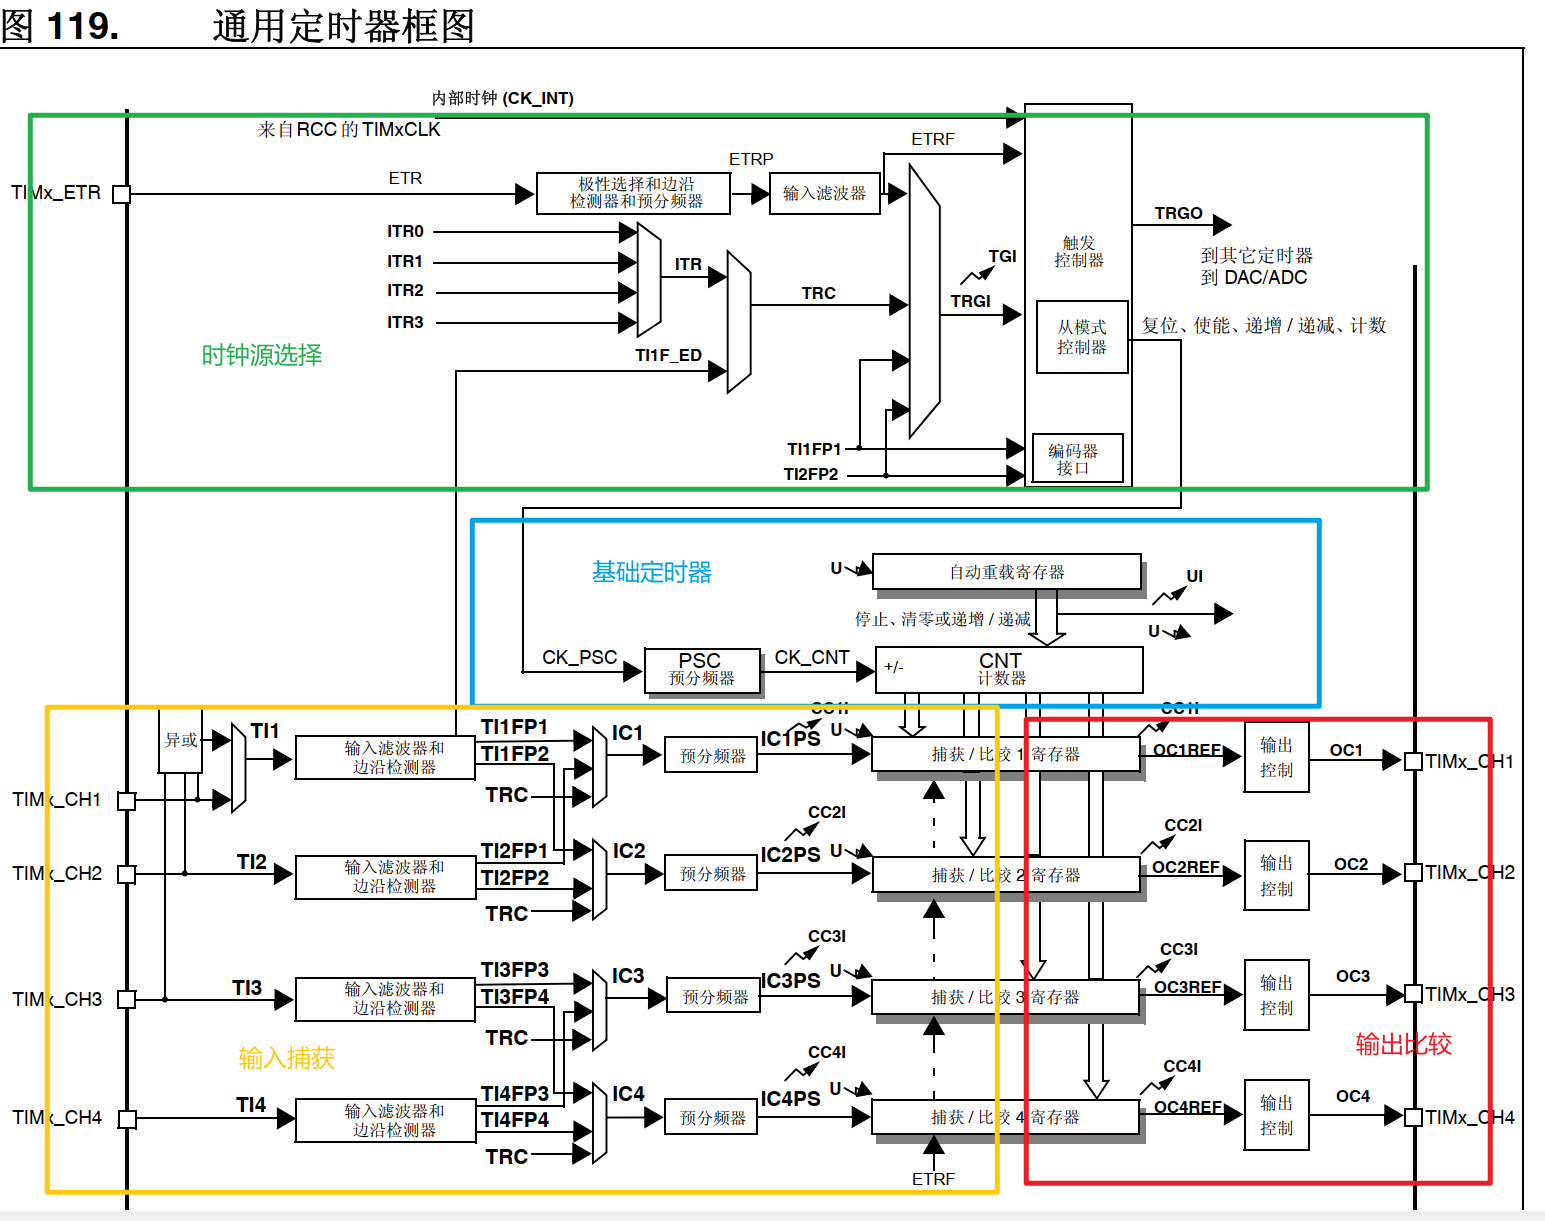 图 119. 通用定时器框图
内部时钟 (CK_INT)
来自RCC 的 TIMxCLK
ETRF
ETRP
TIMx_ETR
ETR
极性选择和边沿
检测器和预分频器
输入滤波器
ITR0
ITR1
ITR2
ITR3
ITR
TRC
TI1F_ED
TGI
TRGI
触发
控制器
TRGO
到其它定时器
到 DAC/ADC
从模式
控制器
复位、使能、递增 / 递减、计数
时钟源选择
TI1FP1
TI2FP2
编码器
接口
基础定时器
U
自动重载寄存器
UI
停止、清零或递增 / 递减
U
CK_PSC
PSC
预分频器
CK_CNT
+/-
CNT
计数器
异或
TI1
输入滤波器和
边沿检测器
TI1FP1
TI1FP2
TRC
IC1
预分频器
CC1I
IC1PS
U
捕获 / 比较 1 寄存器
CC1I
OC1REF
输出
控制
OC1
TIMx_CH1
TIMx_CH1
TIMx_CH2
TI2
输入滤波器和
边沿检测器
TI2FP1
TI2FP2
TRC
IC2
预分频器
CC2I
IC2PS
U
捕获 / 比较 2 寄存器
CC2I
OC2REF
输出
控制
OC2
TIMx_CH2
TIMx_CH3
TI3
输入滤波器和
边沿检测器
TI3FP3
TI3FP4
TRC
IC3
预分频器
CC3I
IC3PS
U
捕获 / 比较 3 寄存器
CC3I
OC3REF
输出
控制
OC3
TIMx_CH3
输入捕获
输出比较
TIMx_CH4
TI4
输入滤波器和
边沿检测器
TI4FP3
TI4FP4
TRC
IC4
预分频器
CC4I
IC4PS
U
捕获 / 比较 4 寄存器
CC4I
OC4REF
输出
控制
OC4
TIMx_CH4
ETRF